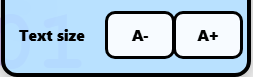 Text size A- A+